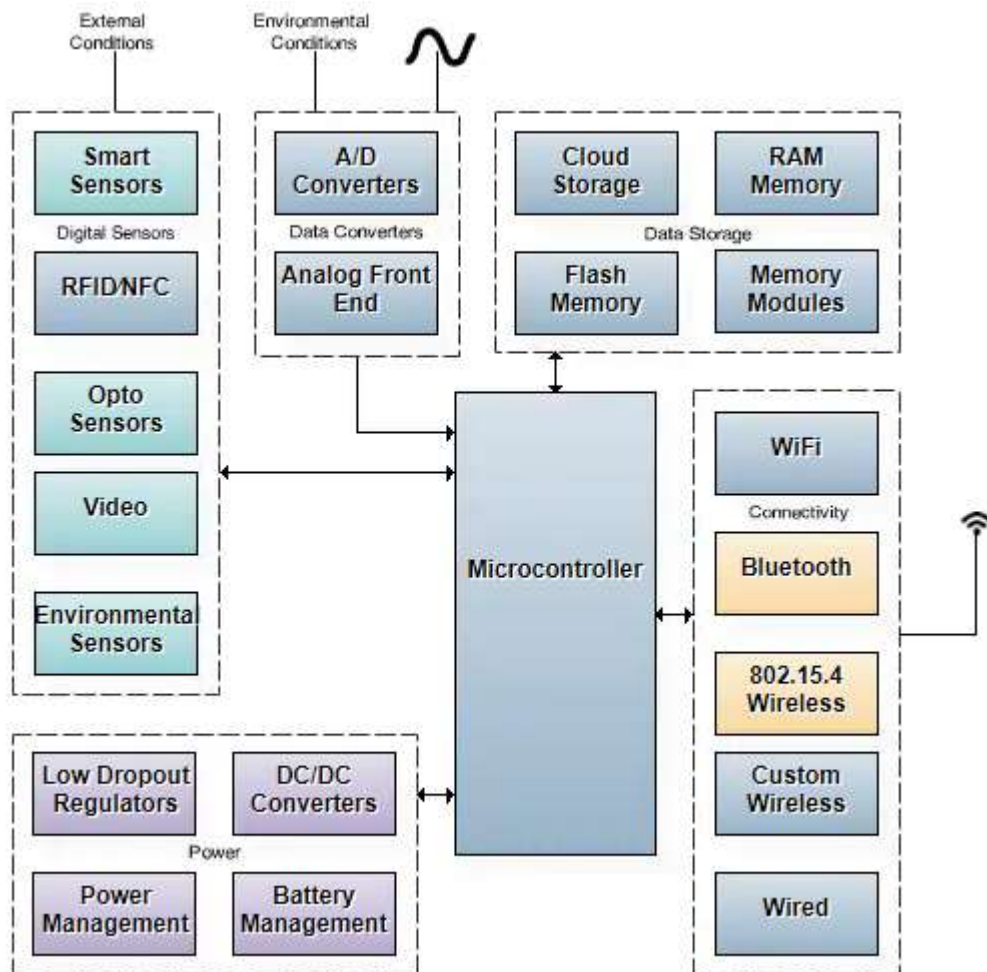 External
Conditions
Environmental
Conditions
Smart
Sensors
Digital Sensors
RFID/NFC
Opto
Sensors
Video
Environmental
Sensors
A/D
Converters
Data Converters
Analog Front
End
Cloud
Storage
RAM
Memory
Data Storage
Flash
Memory
Memory
Modules
Microcontroller
WiFi
Connectivity
Bluetooth
802.15.4
Wireless
Custom
Wireless
Wired
Low Dropout
Regulators
DC/DC
Converters
Power
Power
Management
Battery
Management